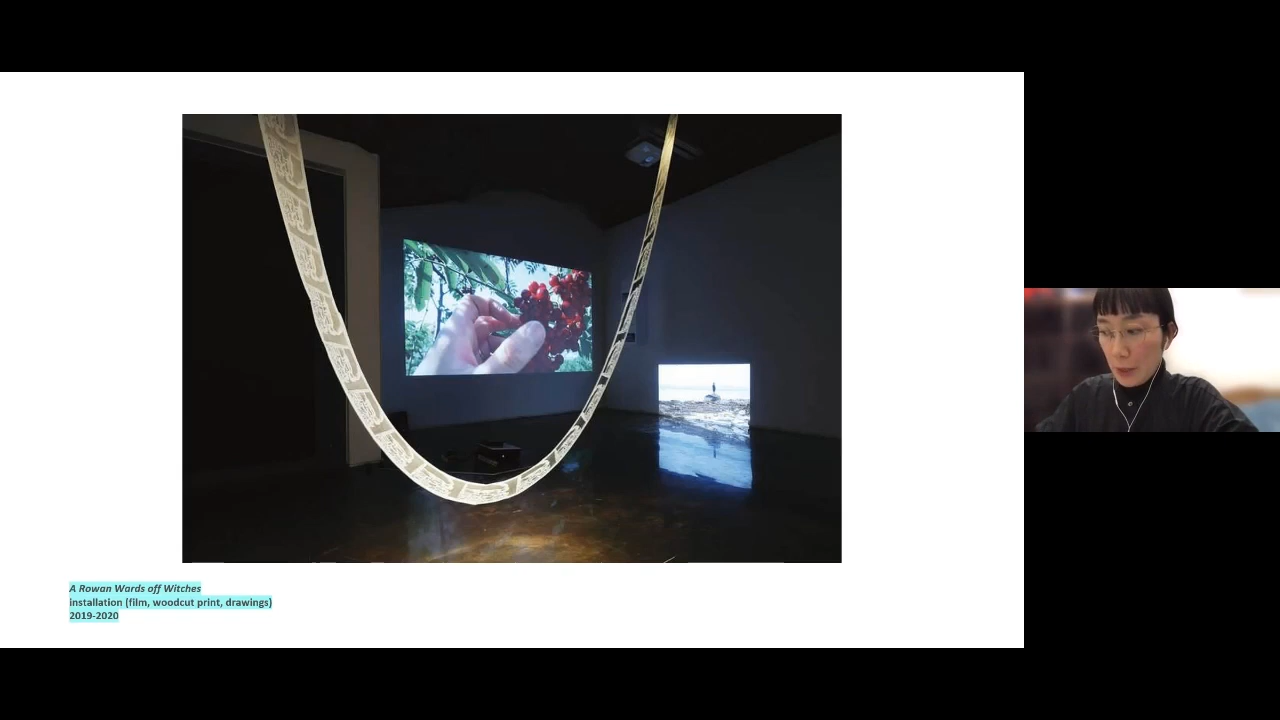 A Rowan Wards off Witches
installation (film, woodcut print, drawings)
2019-2020